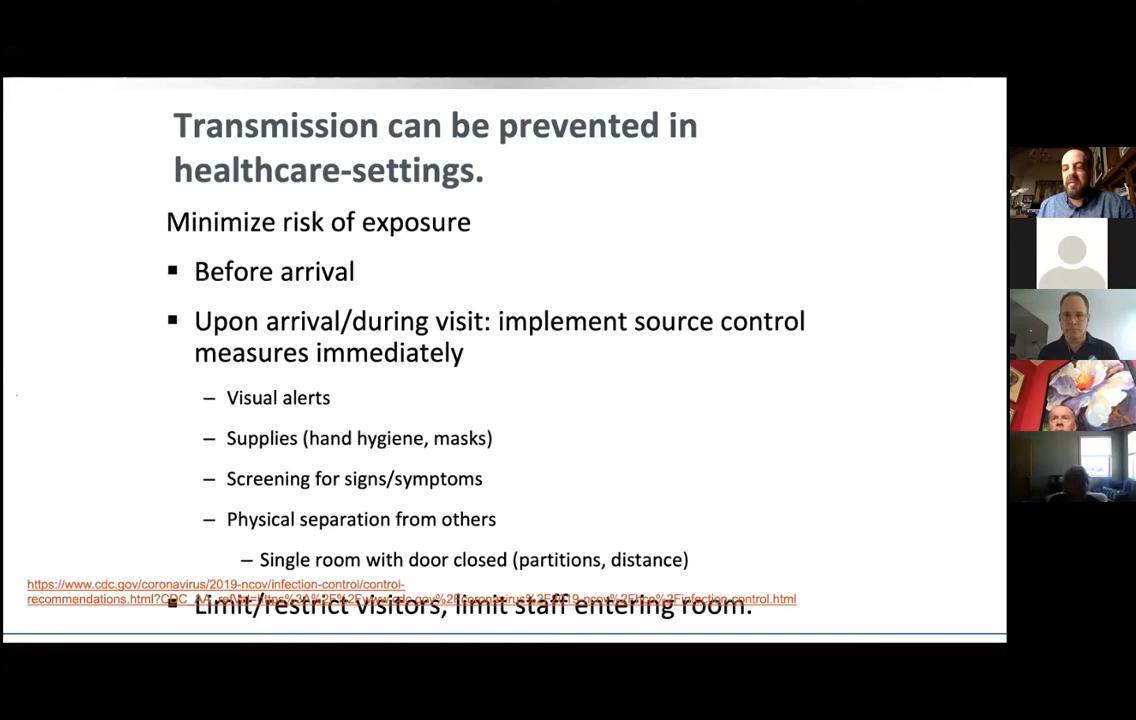 Transmission can be prevented in
healthcare-settings.
Minimize risk of exposure
▪ Before arrival
▪ Upon arrival/during visit: implement source control
measures immediately
– Visual alerts
– Supplies (hand hygiene, masks)
– Screening for signs/symptoms
– Physical separation from others
– Single room with door closed (partitions, distance)
https://www.cdc.gov/coronavirus/2019-ncov/infection-control/control-
recommendations.html?CDC_AA_refVal=https%3A%2F%2Fwww.cdc.gov%2Fcoronavirus%2F2019-ncov%2Fhcp%2Finfection-control.html
▪ Limit/restrict visitors, limit staff entering room.